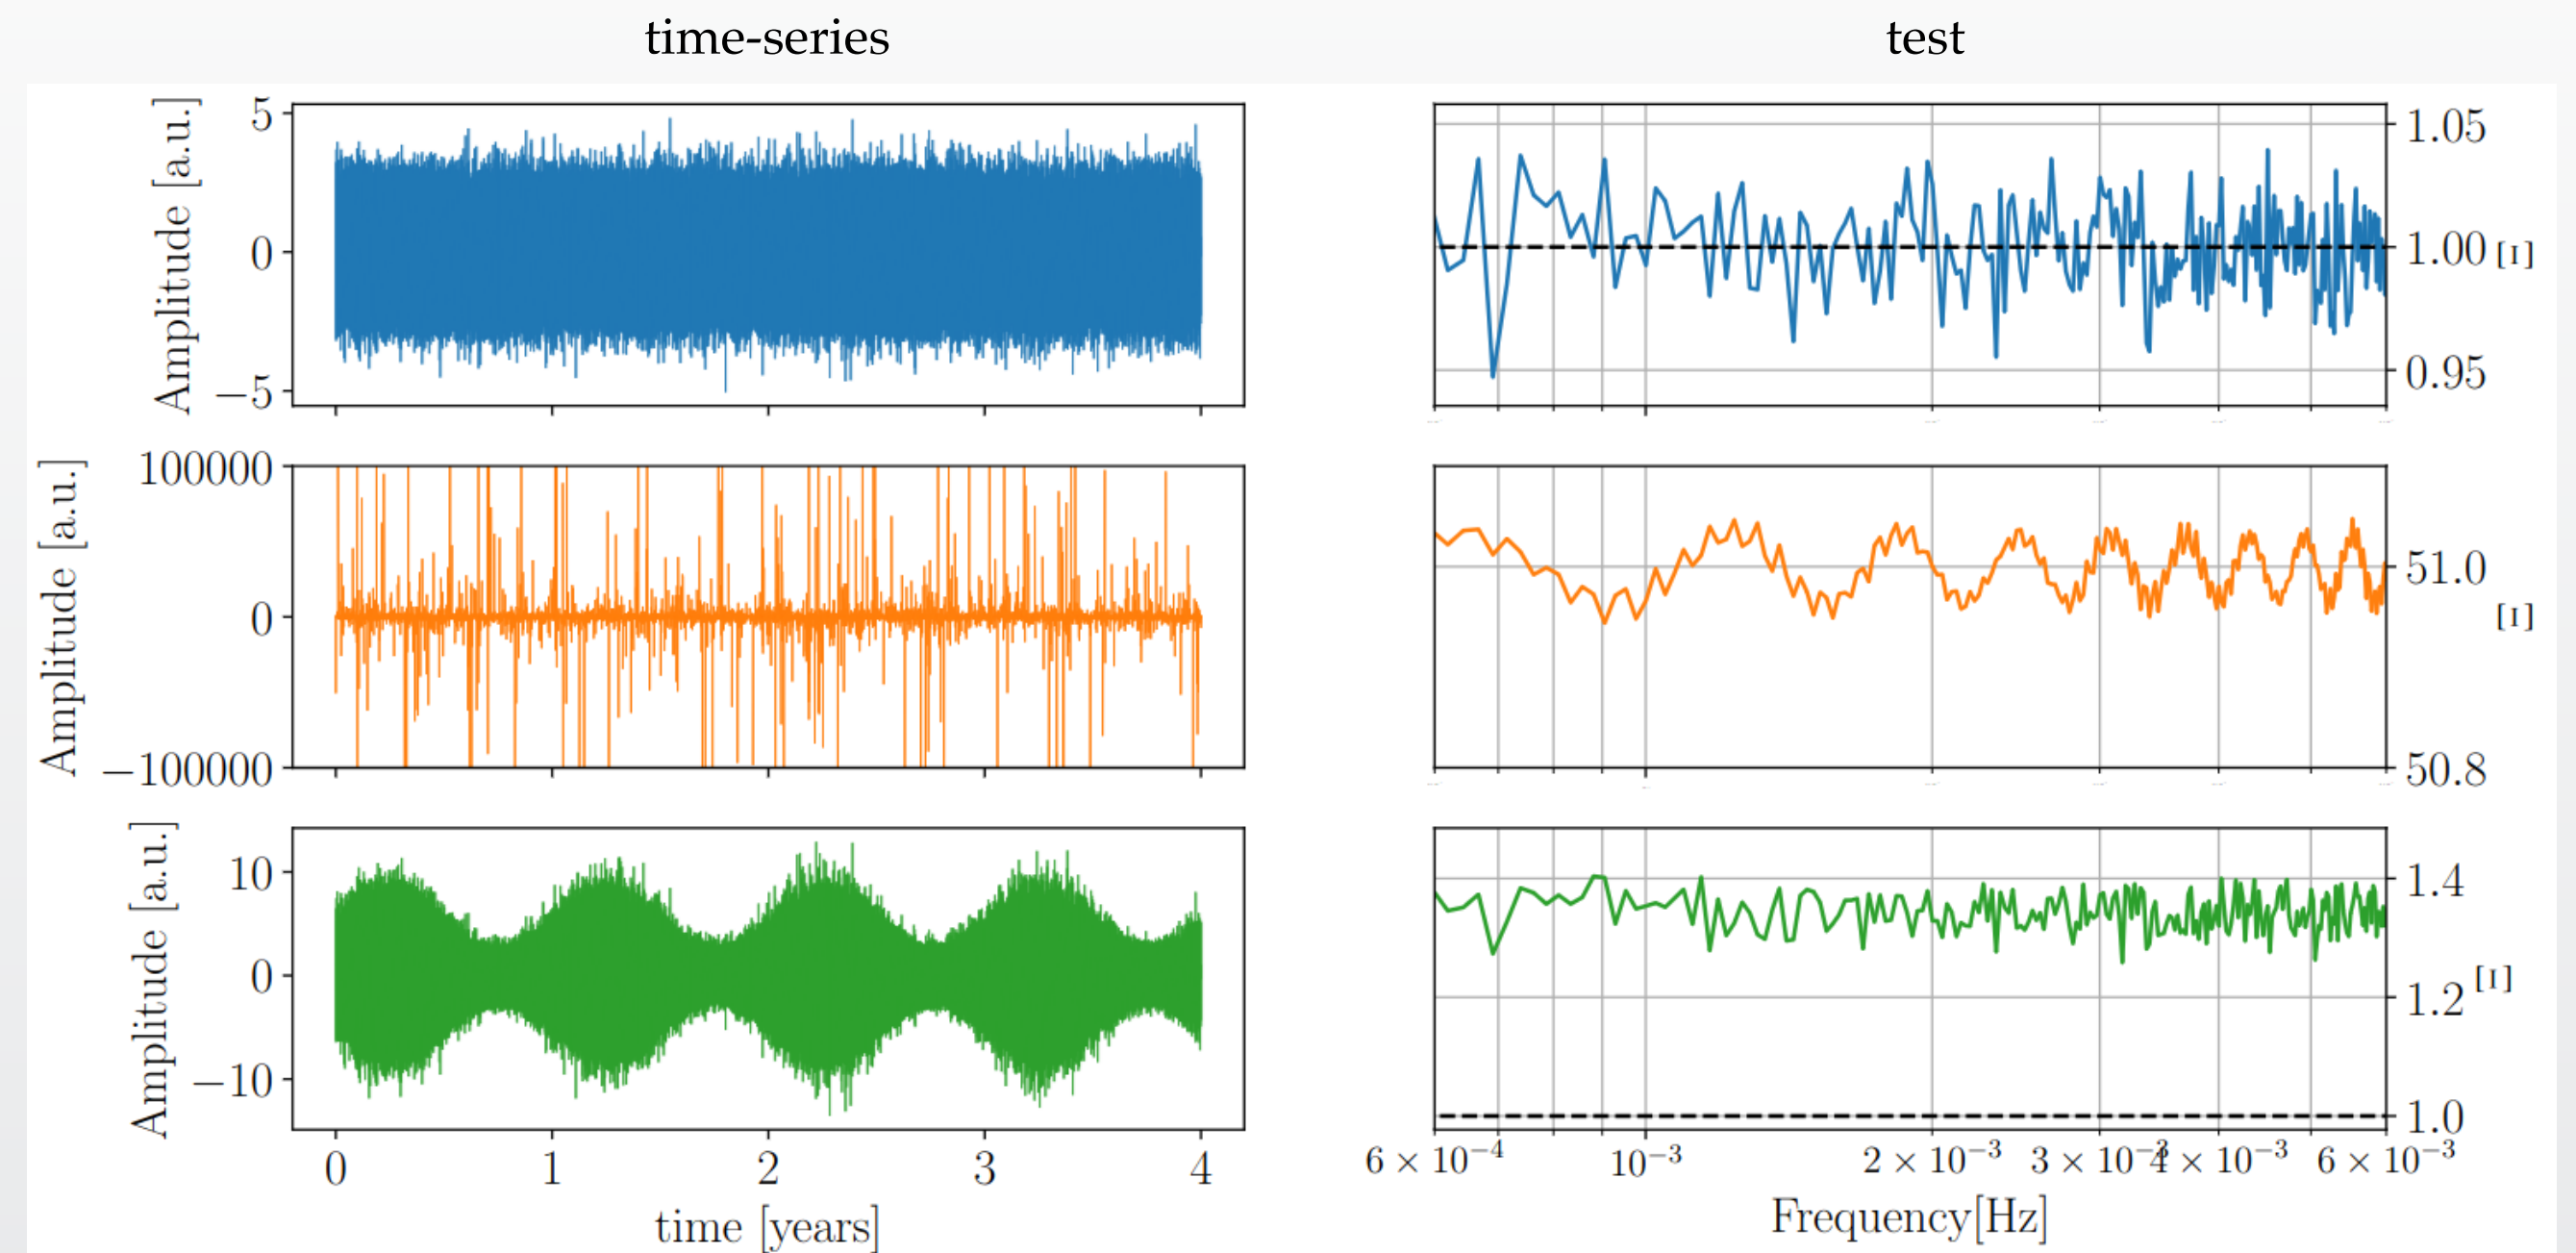 time-series
test
Amplitude [a.u.]
5
0
−5
1.05
1.00 [I]
0.95
Amplitude [a.u.]
100000
0
−100000
51.0
[I]
50.8
Amplitude [a.u.]
10
0
−10
1.4
1.2 [I]
1.0
0 1 2 3 4
time [years]
6 × 10⁻⁴ 10⁻³ 2 × 10⁻³ 3 × 10⁻³ 4 × 10⁻³ 6 × 10⁻³
Frequency[Hz]